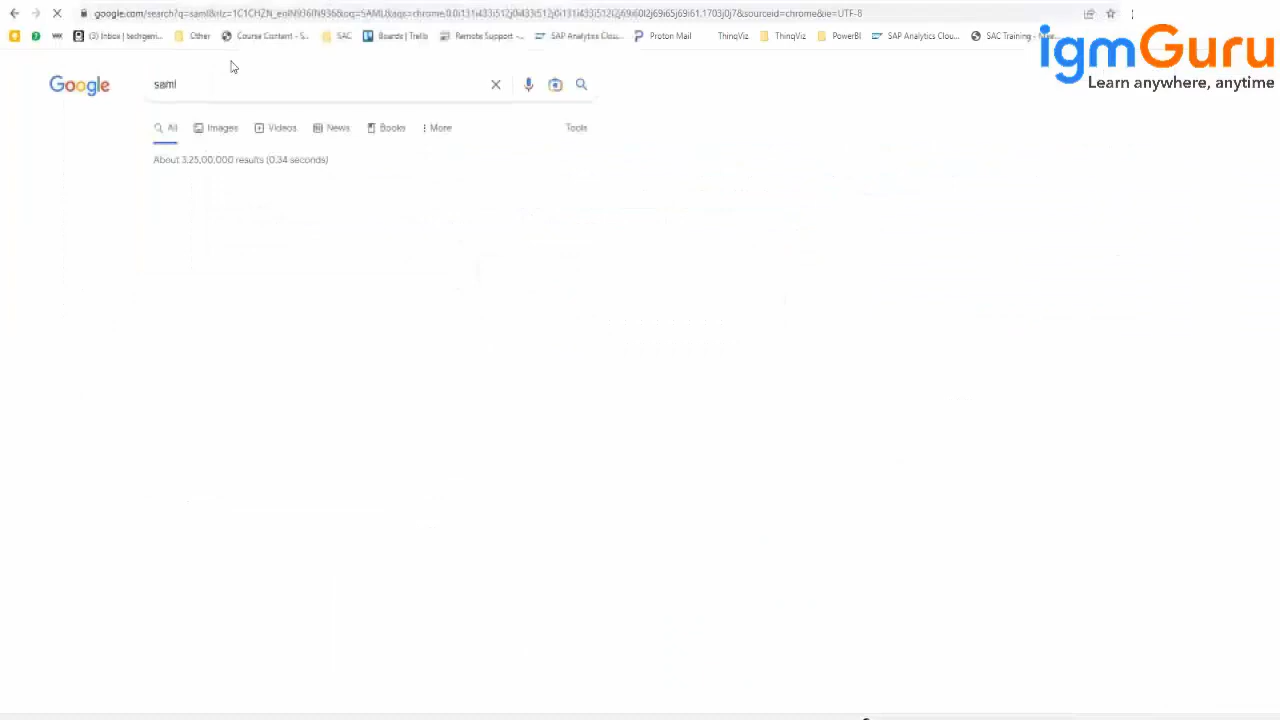 google.com/search?q=saml&rlz=1C1CHZN_enIN936IN936&oq=SAML&aqs=chrome.0.0i131i433i512j0i433i512j0i131i433i512l2j69i60l2j69i65j69i61.1703j0j7&sourceid=chrome&ie=UTF-8
(3) Inbox | techgem... Other Course Content - S... SAC Boards | Trello Remote Support -... SAP Analytics Clou... Proton Mail ThinqViz ThinqViz PowerBI SAP Analytics Clou... SAC Training -
igmGuru
Learn anywhere, anytime
Google saml
All Images Videos News Books More Tools
About 3,25,00,000 results (0.34 seconds)